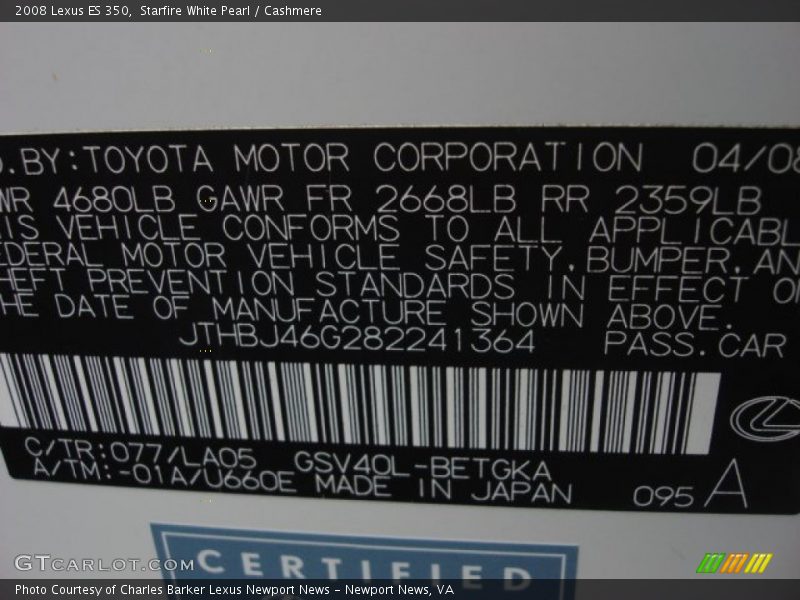 2008 Lexus ES 350, Starfire White Pearl / Cashmere
D.BY:TOYOTA MOTOR CORPORATION 04/08
WR 4680LB GAWR FR 2668LB RR 2359LB
IS VEHICLE CONFORMS TO ALL APPLICABL
EDERAL MOTOR VEHICLE SAFETY,BUMPER,AN
HEFT PREVENTION STANDARDS IN EFFECT O
HE DATE OF MANUFACTURE SHOWN ABOVE.
JTHBJ46G282241364 PASS.CAR
C/TR:077/LA05 GSV40L-BETGKA
A/TM:-01A/U660E MADE IN JAPAN 095 A
CERTIFIED
GTCARLOT.COM
Photo Courtesy of Charles Barker Lexus Newport News – Newport News, VA